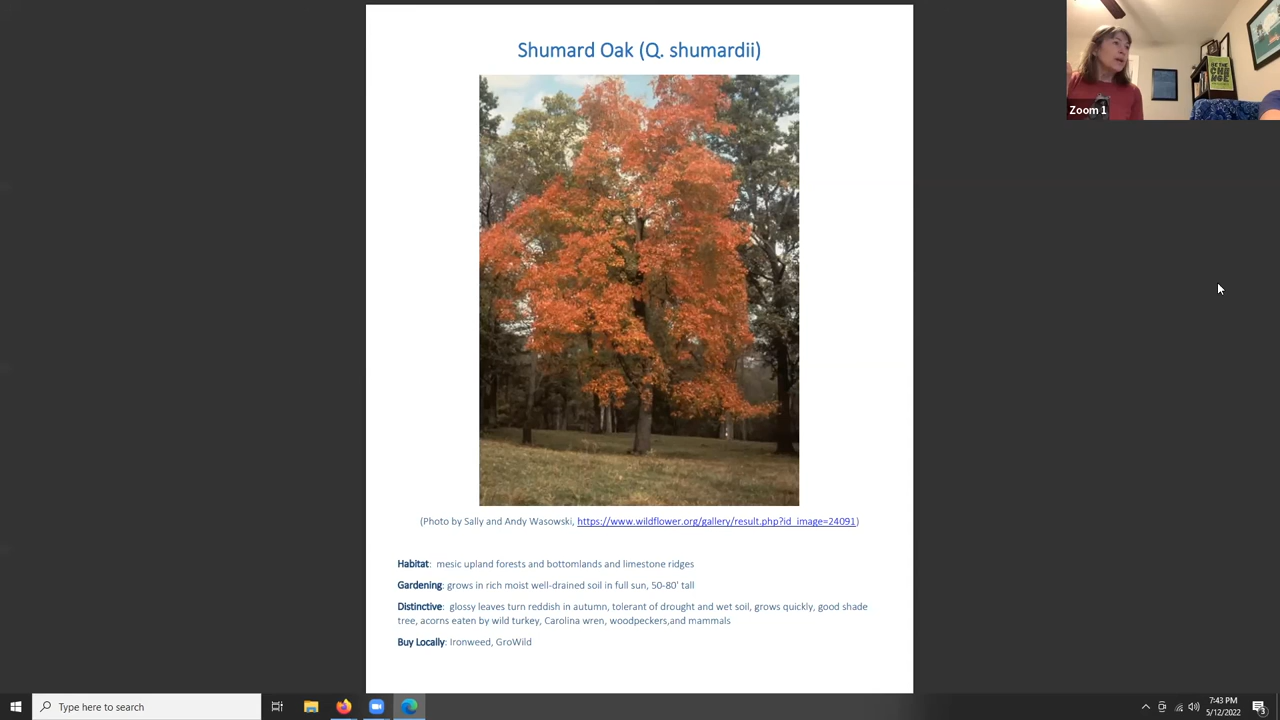 Shumard Oak (Q. shumardii)
BE THE
CHANGE
Zoom 1
(Photo by Sally and Andy Wasowski, https://www.wildflower.org/gallery/result.php?id_image=24091)
Habitat:  mesic upland forests and bottomlands and limestone ridges
Gardening: grows in rich moist well-drained soil in full sun, 50-80' tall
Distinctive:  glossy leaves turn reddish in autumn, tolerant of drought and wet soil, grows quickly, good shade
tree, acorns eaten by wild turkey, Carolina wren, woodpeckers,and mammals
Buy Locally: Ironweed, GroWild
Type here to search
7:43 PM
5/12/2022
3